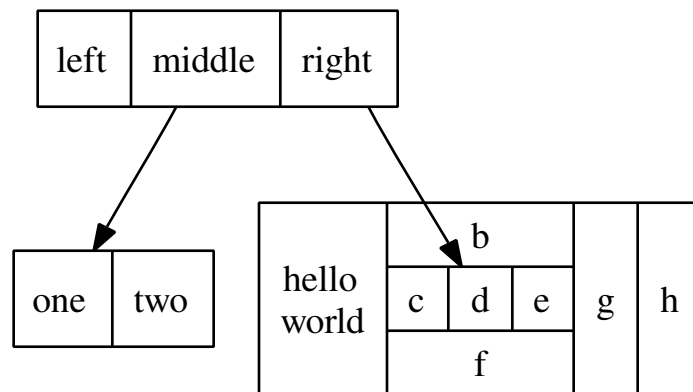 left middle right
one two
hello
world
b
c d e
f
g
h